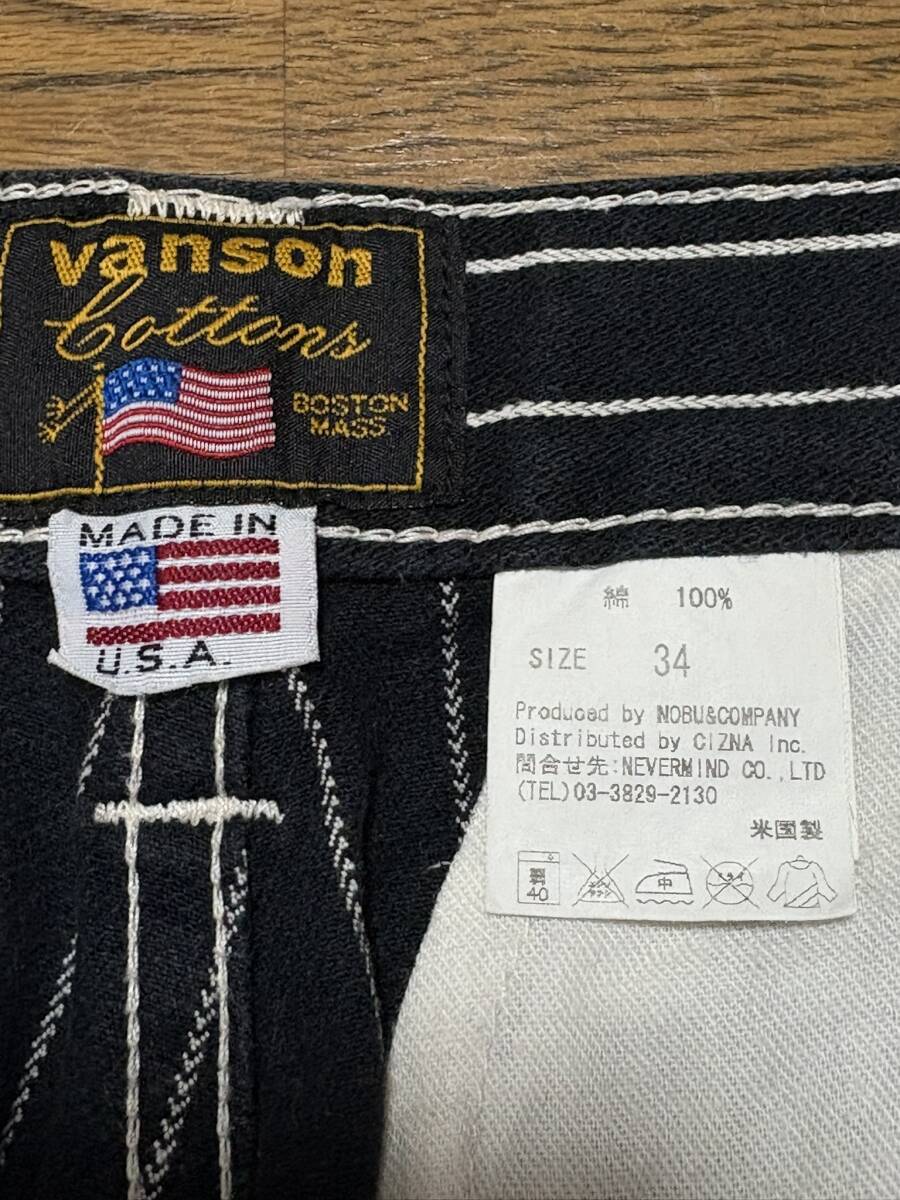 vanson
Cottons
BOSTON
MASS
MADE IN
U.S.A.
綿 100%
SIZE 34
Produced by NOBU&COMPANY
Distributed by CIZNA Inc.
問合せ先:NEVERMIND CO.,LTD
(TEL)03-3829-2130
米国製
40
中